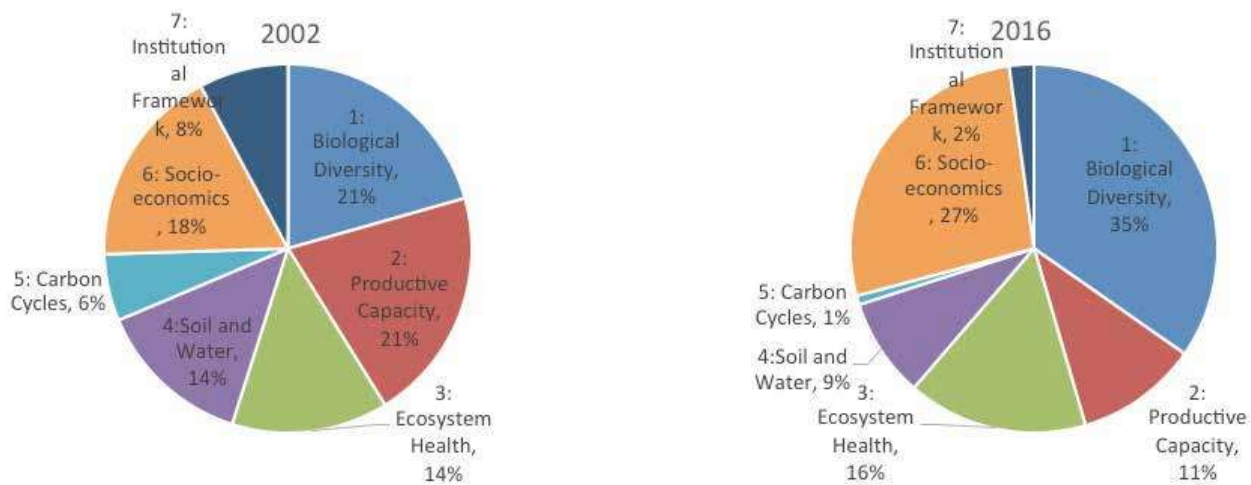 2002
7:
Institution
al
Framewor
k, 8%
1:
Biological
Diversity,
21%
6: Socio-
economics
, 18%
2:
Productive
Capacity,
21%
5: Carbon
Cycles, 6%
4:Soil and
Water,
14%
3:
Ecosystem
Health,
14%
2016
7:
Institution
al
Framewor
k, 2%
1:
Biological
Diversity,
35%
6: Socio-
economics
, 27%
5: Carbon
Cycles, 1%
4:Soil and
Water, 9%
3:
Ecosystem
Health,
16%
2:
Productive
Capacity,
11%